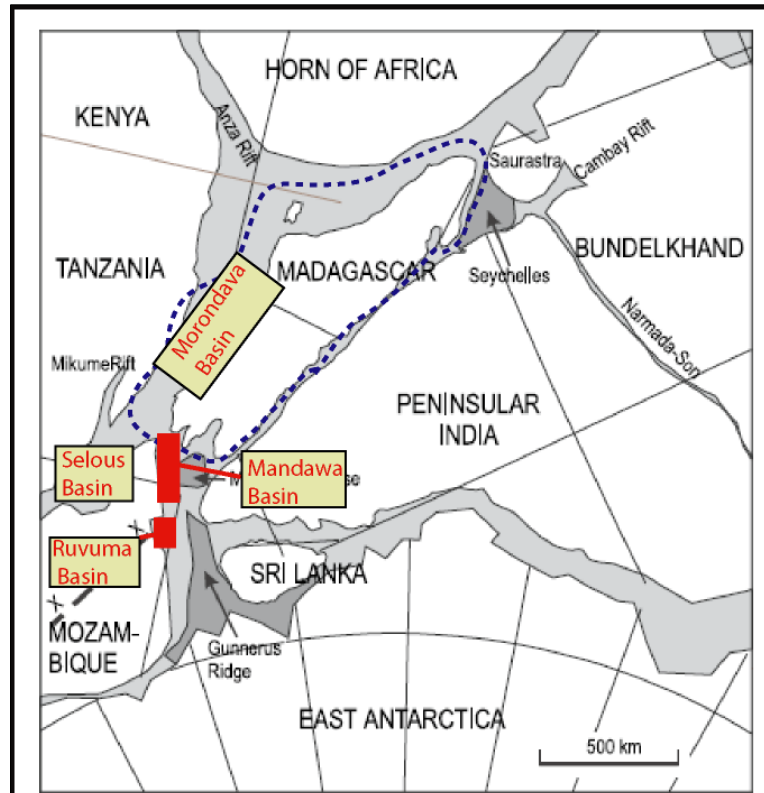 HORN OF AFRICA
KENYA
Anza Rift
Saurastra
Cambay Rift
TANZANIA
MADAGASCAR
Seychelles
BUNDELKHAND
Morondava
Basin
MikumeRift
Narmada-Son
PENINSULAR
INDIA
Selous
Basin
Mandawa
Basin
Ruvuma
Basin
SRI LANKA
MOZAM-
BIQUE
Gunnerus
Ridge
EAST ANTARCTICA
500 km